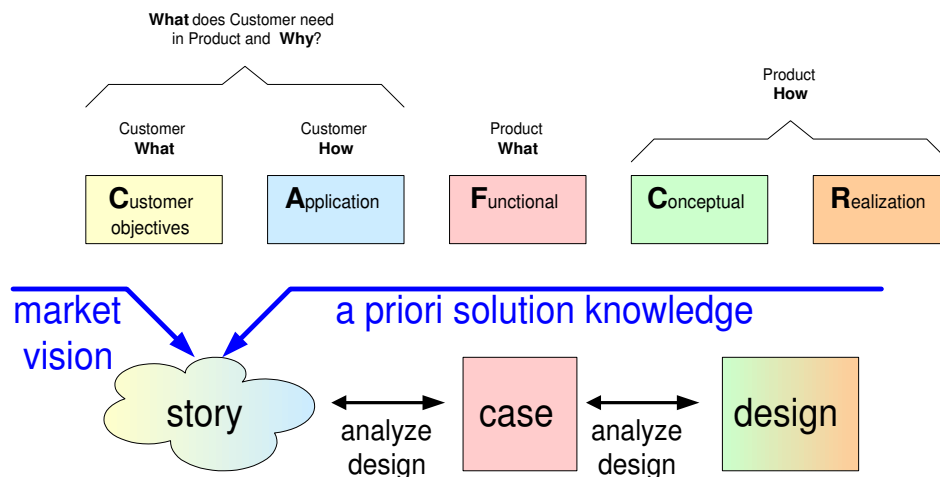 What does Customer need
in Product and Why?
Product
How
Customer
What
Customer
How
Product
What
Customer
objectives
Application
Functional
Conceptual
Realization
market
vision
a priori solution knowledge
story
analyze
design
case
analyze
design
design